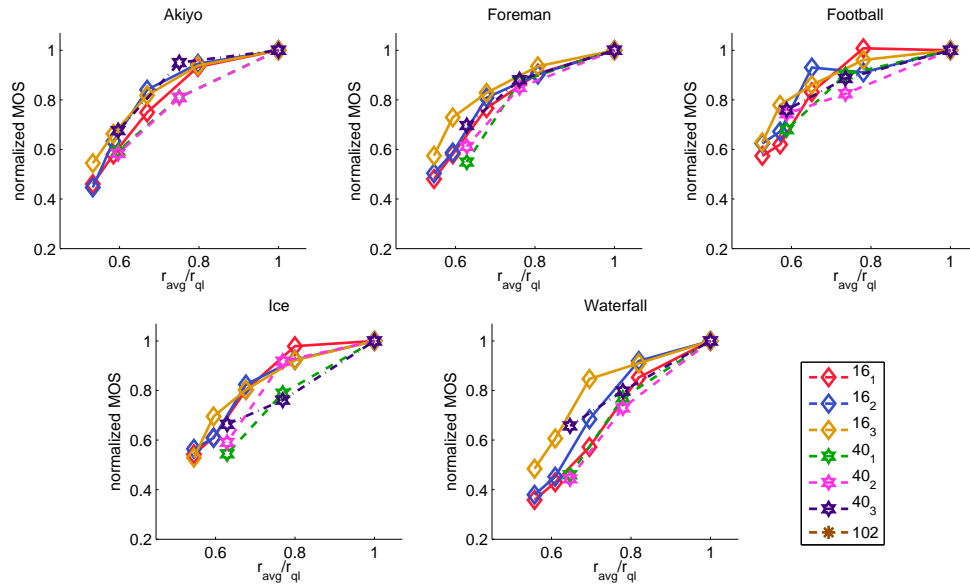 Akiyo
Foreman
Football
1
0.8
0.6
0.4
0.2
normalized MOS
0.6 0.8 1
r_avg/r_ql
1
0.8
0.6
0.4
0.2
normalized MOS
0.6 0.8 1
r_avg/r_ql
1
0.8
0.6
0.4
0.2
normalized MOS
0.6 0.8 1
r_avg/r_ql
Ice
Waterfall
1
0.8
0.6
0.4
0.2
normalized MOS
0.6 0.8 1
r_avg/r_ql
1
0.8
0.6
0.4
0.2
normalized MOS
0.6 0.8 1
r_avg/r_ql
16_1
16_2
16_3
40_1
40_2
40_3
102